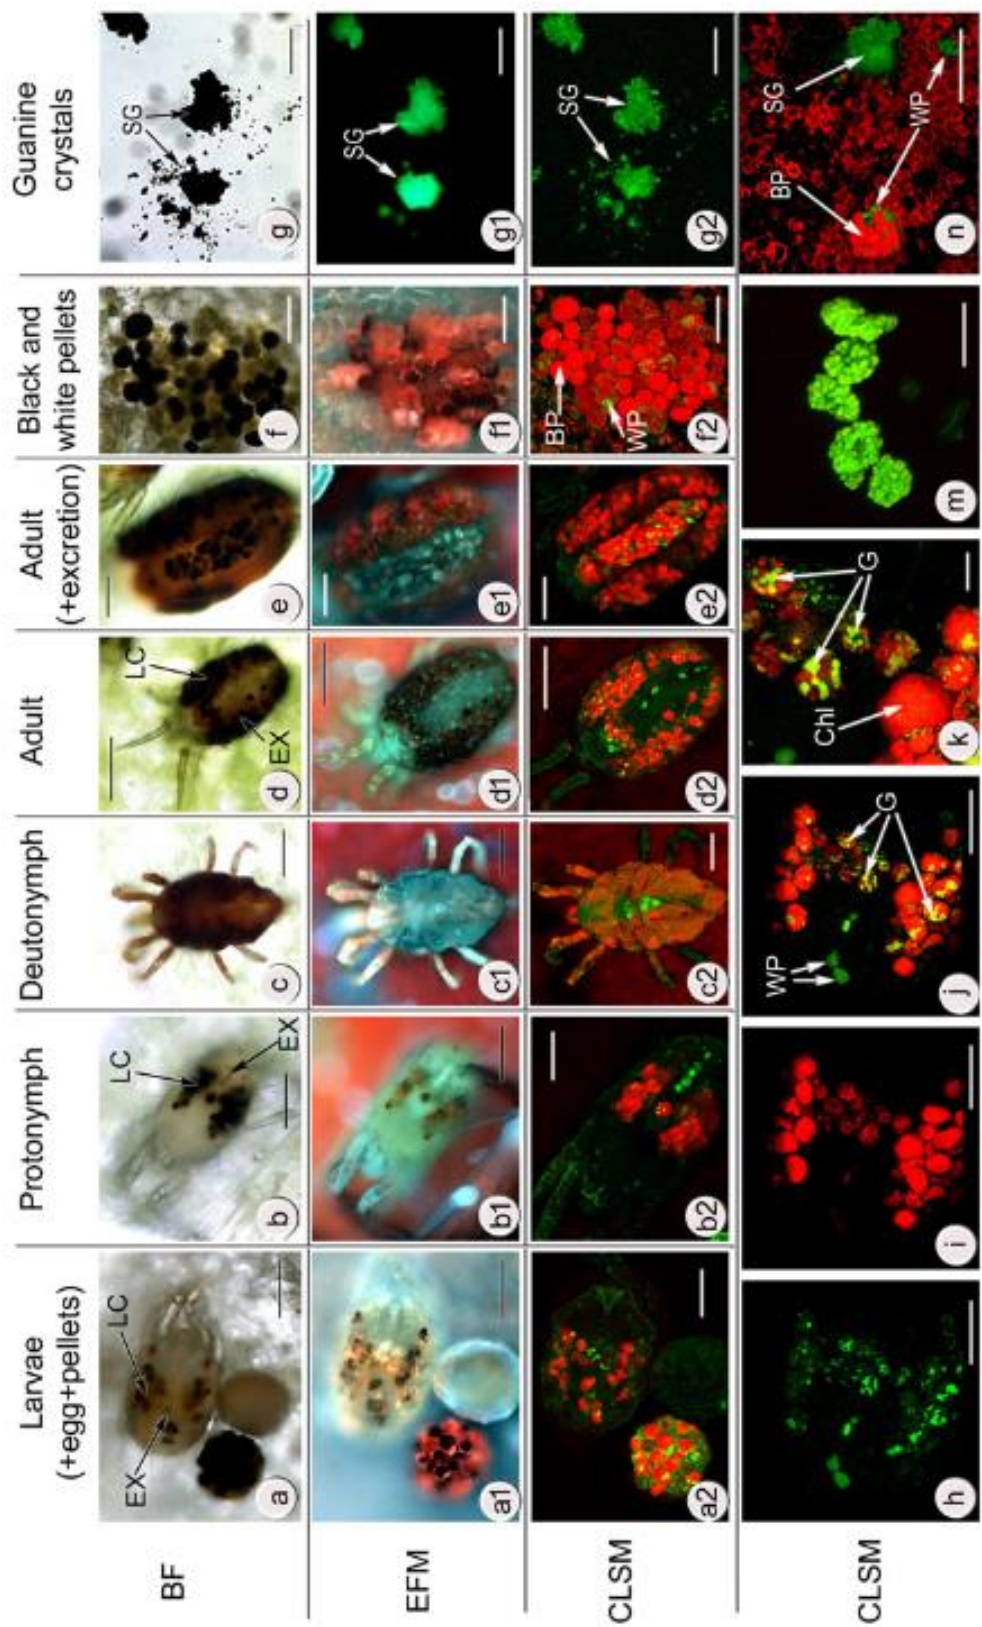 Larvae
(+egg+pellets)
Protonymph
Deutonymph
Adult
Adult
(+excretion)
Black and
white pellets
Guanine
crystals
BF
EX
LC
a
LC
EX
b
c
LC
EX
d
e
f
SG
g
EFM
a1
b1
c1
d1
e1
f1
SG
g1
CLSM
a2
b2
c2
d2
e2
BP
WP
f2
SG
g2
CLSM
h
i
WP
G
j
Chl
G
k
m
BP
SG
WP
n